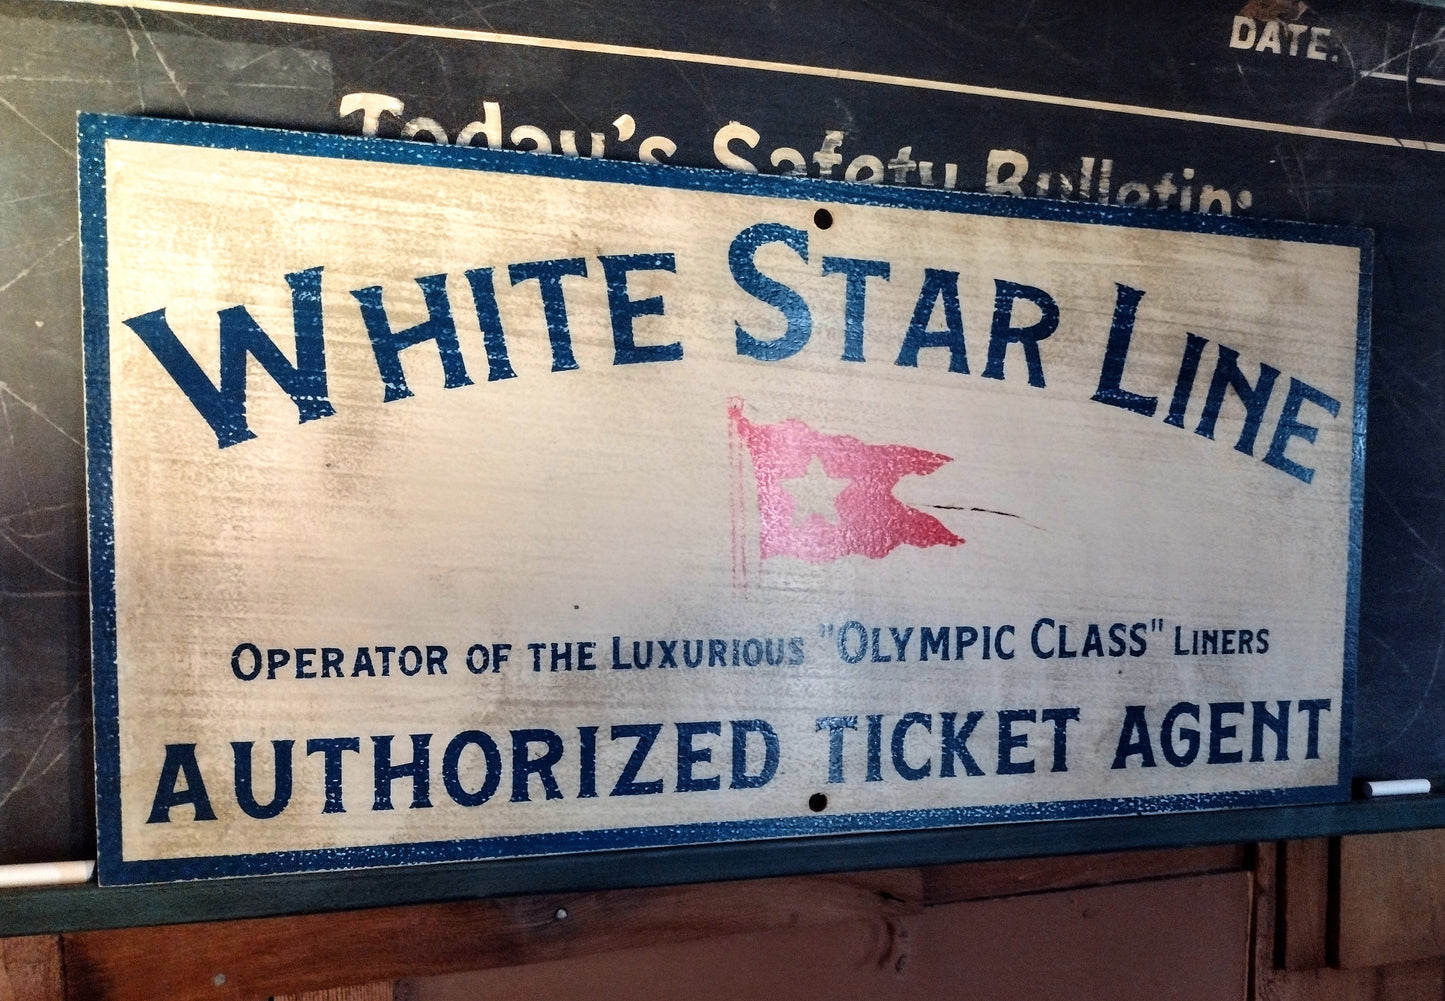 DATE:
Today's Safety Bulletin:
WHITE STAR LINE
OPERATOR OF THE LUXURIOUS "OLYMPIC CLASS" LINERS
AUTHORIZED TICKET AGENT